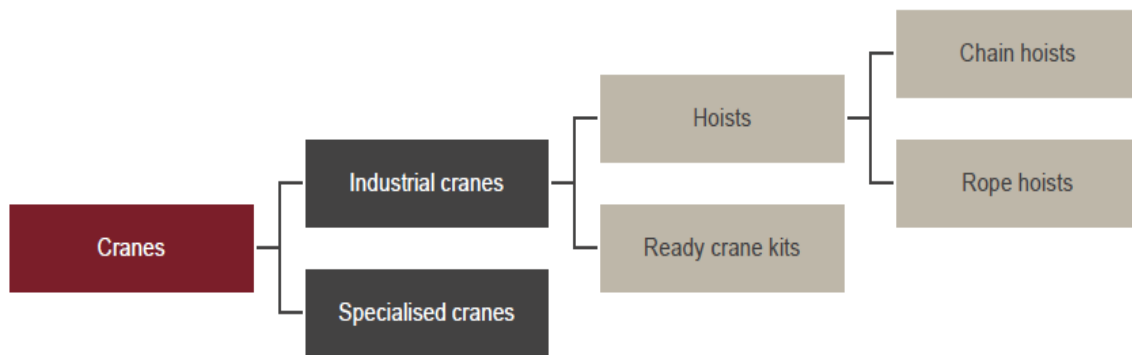 Chain hoists
Hoists
Industrial cranes
Rope hoists
Cranes
Ready crane kits
Specialised cranes